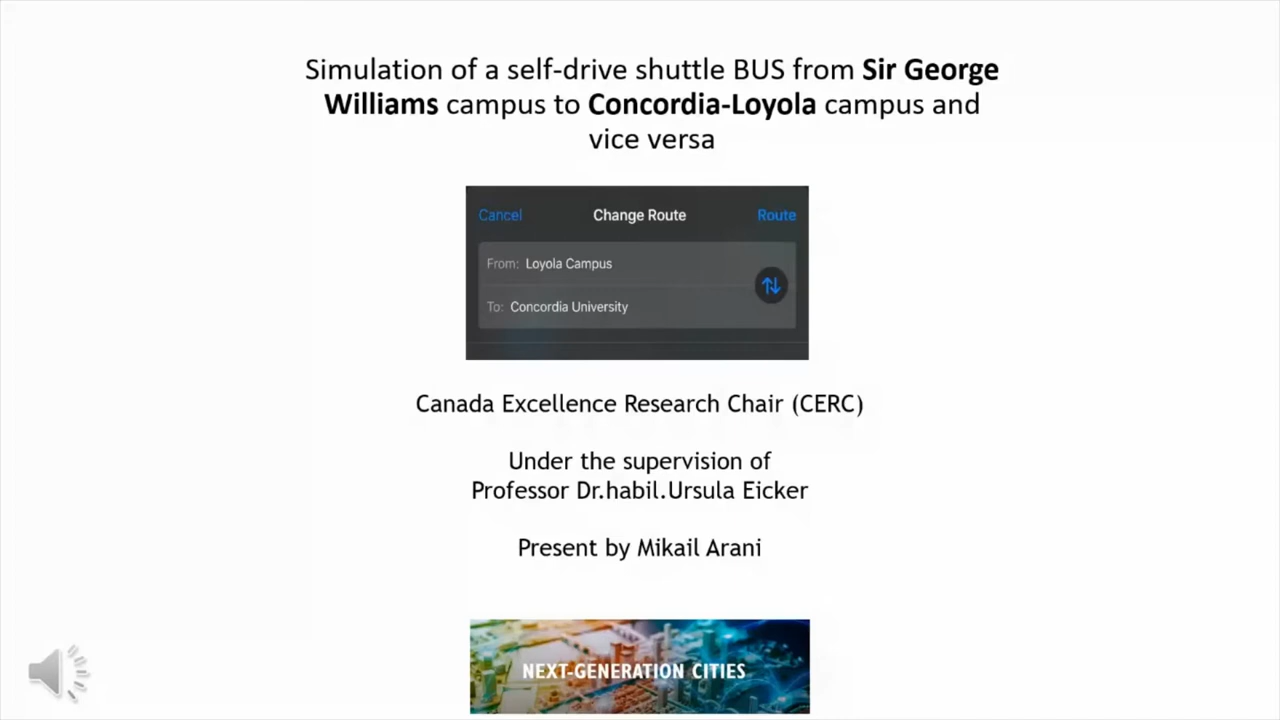 Simulation of a self-drive shuttle BUS from Sir George
Williams campus to Concordia-Loyola campus and
vice versa
Cancel Change Route Route
From: Loyola Campus
To: Concordia University
Canada Excellence Research Chair (CERC)
Under the supervision of
Professor Dr.habil.Ursula Eicker
Present by Mikail Arani
NEXT-GENERATION CITIES